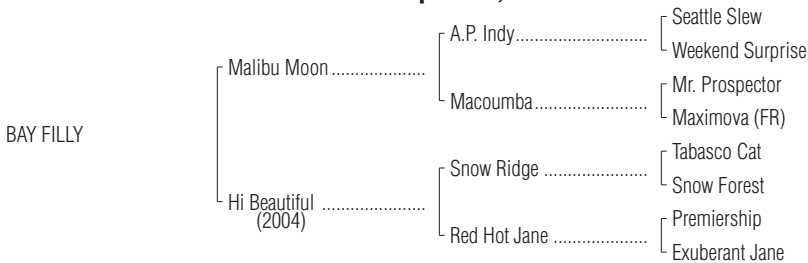 Seattle Slew
A.P. Indy
Weekend Surprise
Malibu Moon
Mr. Prospector
Macoumba
Maximova (FR)
BAY FILLY
Tabasco Cat
Snow Ridge
Snow Forest
Hi Beautiful
(2004)
Premiership
Red Hot Jane
Exuberant Jane